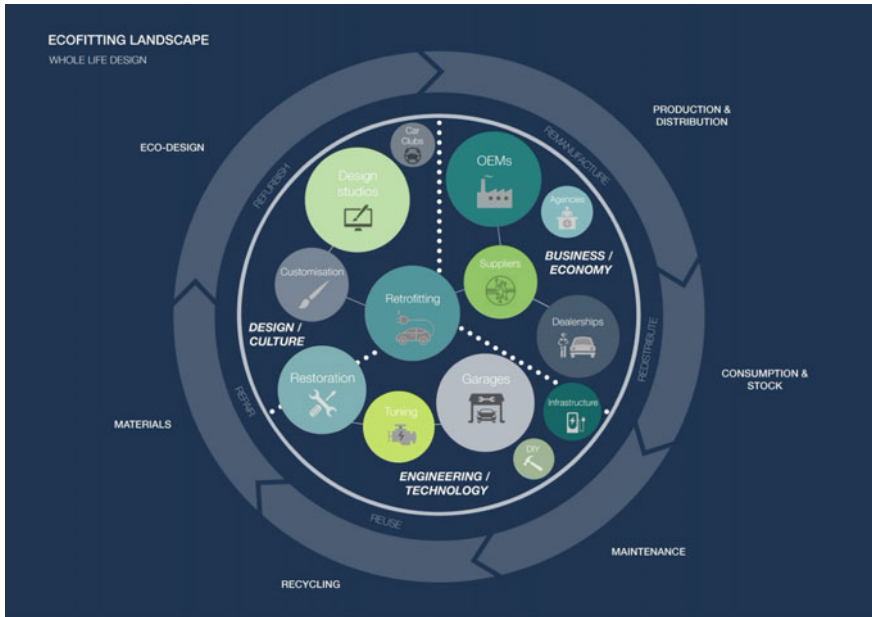 ECOFITTING LANDSCAPE
WHOLE LIFE DESIGN
PRODUCTION &
DISTRIBUTION
ECO-DESIGN
Car
Clubs
REMANUFACTURE
OEMs
REFURBISH
Design
studios
Agencies
BUSINESS /
ECONOMY
Suppliers
Customisation
Retrofitting
Dealerships
DESIGN /
CULTURE
REDISTRIBUTE
CONSUMPTION &
STOCK
Restoration
Garages
REPAIR
Infrastructure
Tuning
MATERIALS
DIY
ENGINEERING /
TECHNOLOGY
REUSE
MAINTENANCE
RECYCLING